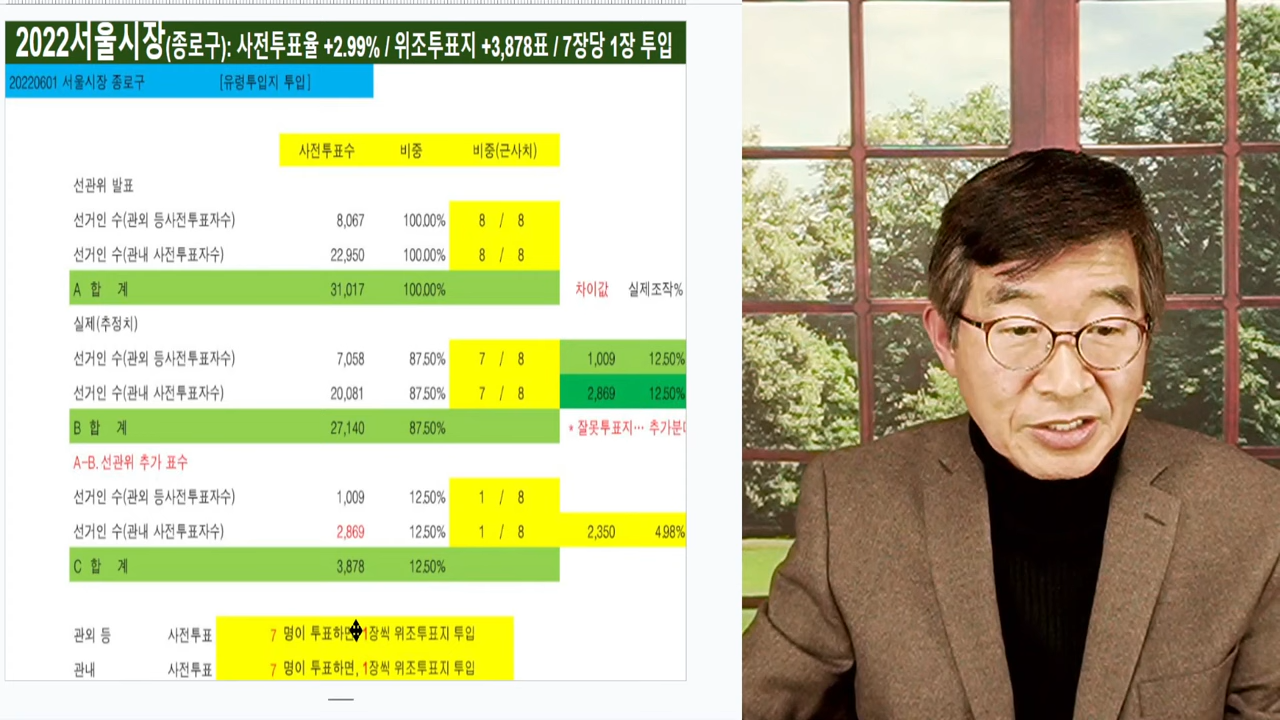 2022서울시장(종로구): 사전투표율 +2.99% / 위조투표지 +3,878표 / 7장당 1장 투입
20220601 서울시장 종로구 [유령투입지 투입]
사전투표수 비중 비중(근사치)
선관위 발표
선거인 수(관외 등사전투표자수) 8,067 100.00% 8 / 8
선거인 수(관내 사전투표자수) 22,950 100.00% 8 / 8
A 합 계 31,017 100.00% 차이값 실제조작%
실제(추정치)
선거인 수(관외 등사전투표자수) 7,058 87.50% 7 / 8 1,009 12.50%
선거인 수(관내 사전투표자수) 20,081 87.50% 7 / 8 2,869 12.50%
B 합 계 27,140 87.50% * 잘못투표지… 추가분
A-B. 선관위 추가 표수
선거인 수(관외 등사전투표자수) 1,009 12.50% 1 / 8
선거인 수(관내 사전투표자수) 2,869 12.50% 1 / 8 2,350 4.98%
C 합 계 3,878 12.50%
관외 등 사전투표 7 명이 투표하면, 1장씩 위조투표지 투입
관내 사전투표 7 명이 투표하면, 1장씩 위조투표지 투입